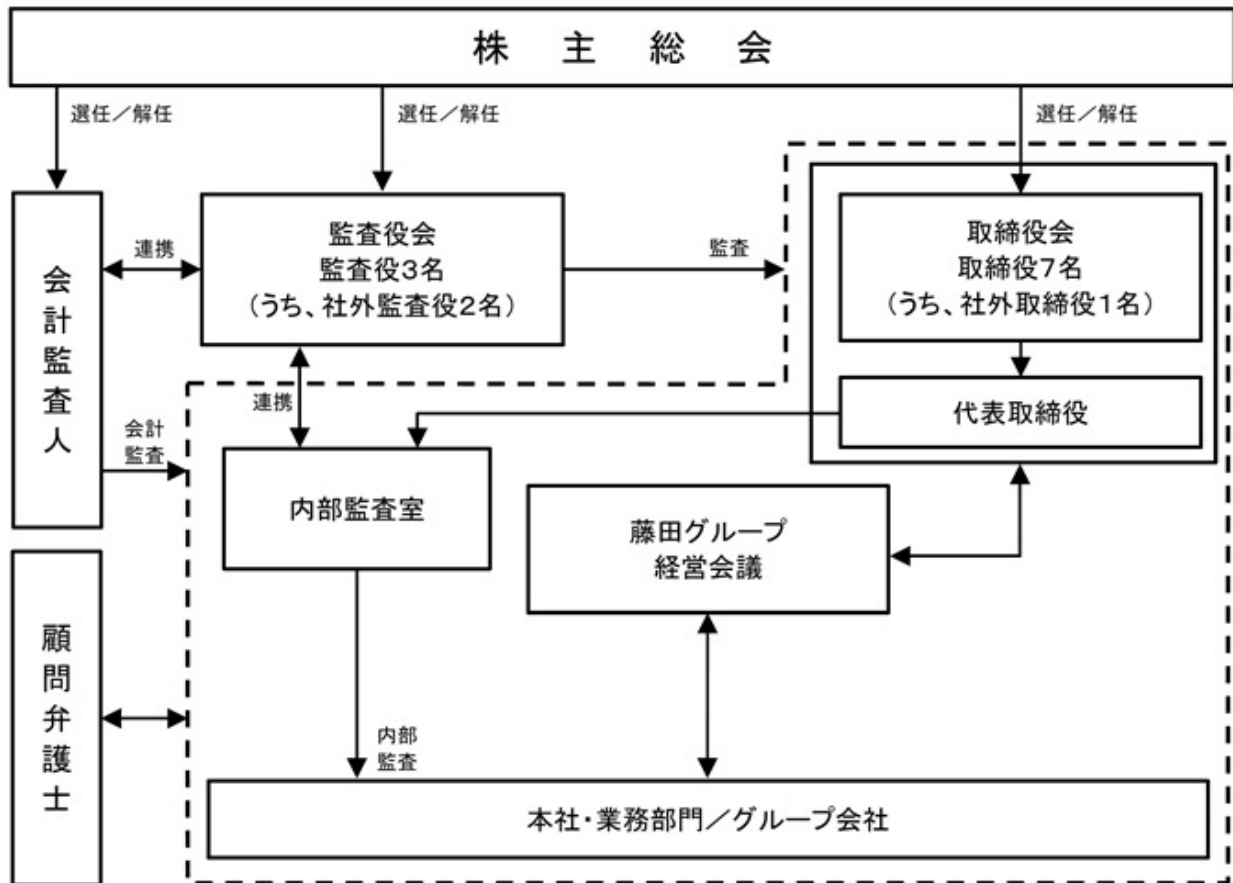 株主総会
選任／解任
選任／解任
選任／解任
会計監査人
連携
監査役会
監査役3名
（うち、社外監査役2名）
監査
取締役会
取締役7名
（うち、社外取締役1名）
代表取締役
連携
会計
監査
内部監査室
藤田グループ
経営会議
顧問弁護士
内部
監査
本社・業務部門／グループ会社